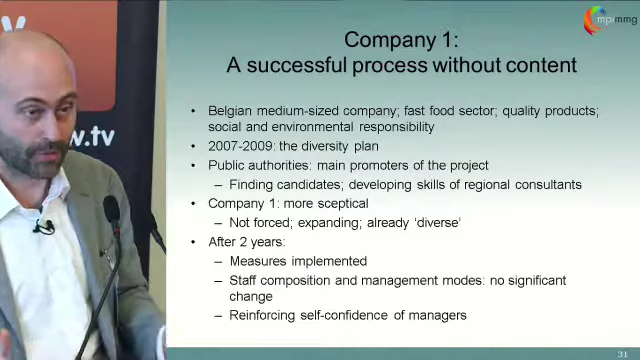 mpi mmg
Company 1:
A successful process without content
• Belgian medium-sized company; fast food sector; quality products;
social and environmental responsibility
• 2007-2009: the diversity plan
• Public authorities: main promoters of the project
– Finding candidates; developing skills of regional consultants
• Company 1: more sceptical
– Not forced; expanding; already ‘diverse’
• After 2 years:
– Measures implemented
– Staff composition and management modes: no significant
change
– Reinforcing self-confidence of managers
w.tv
31